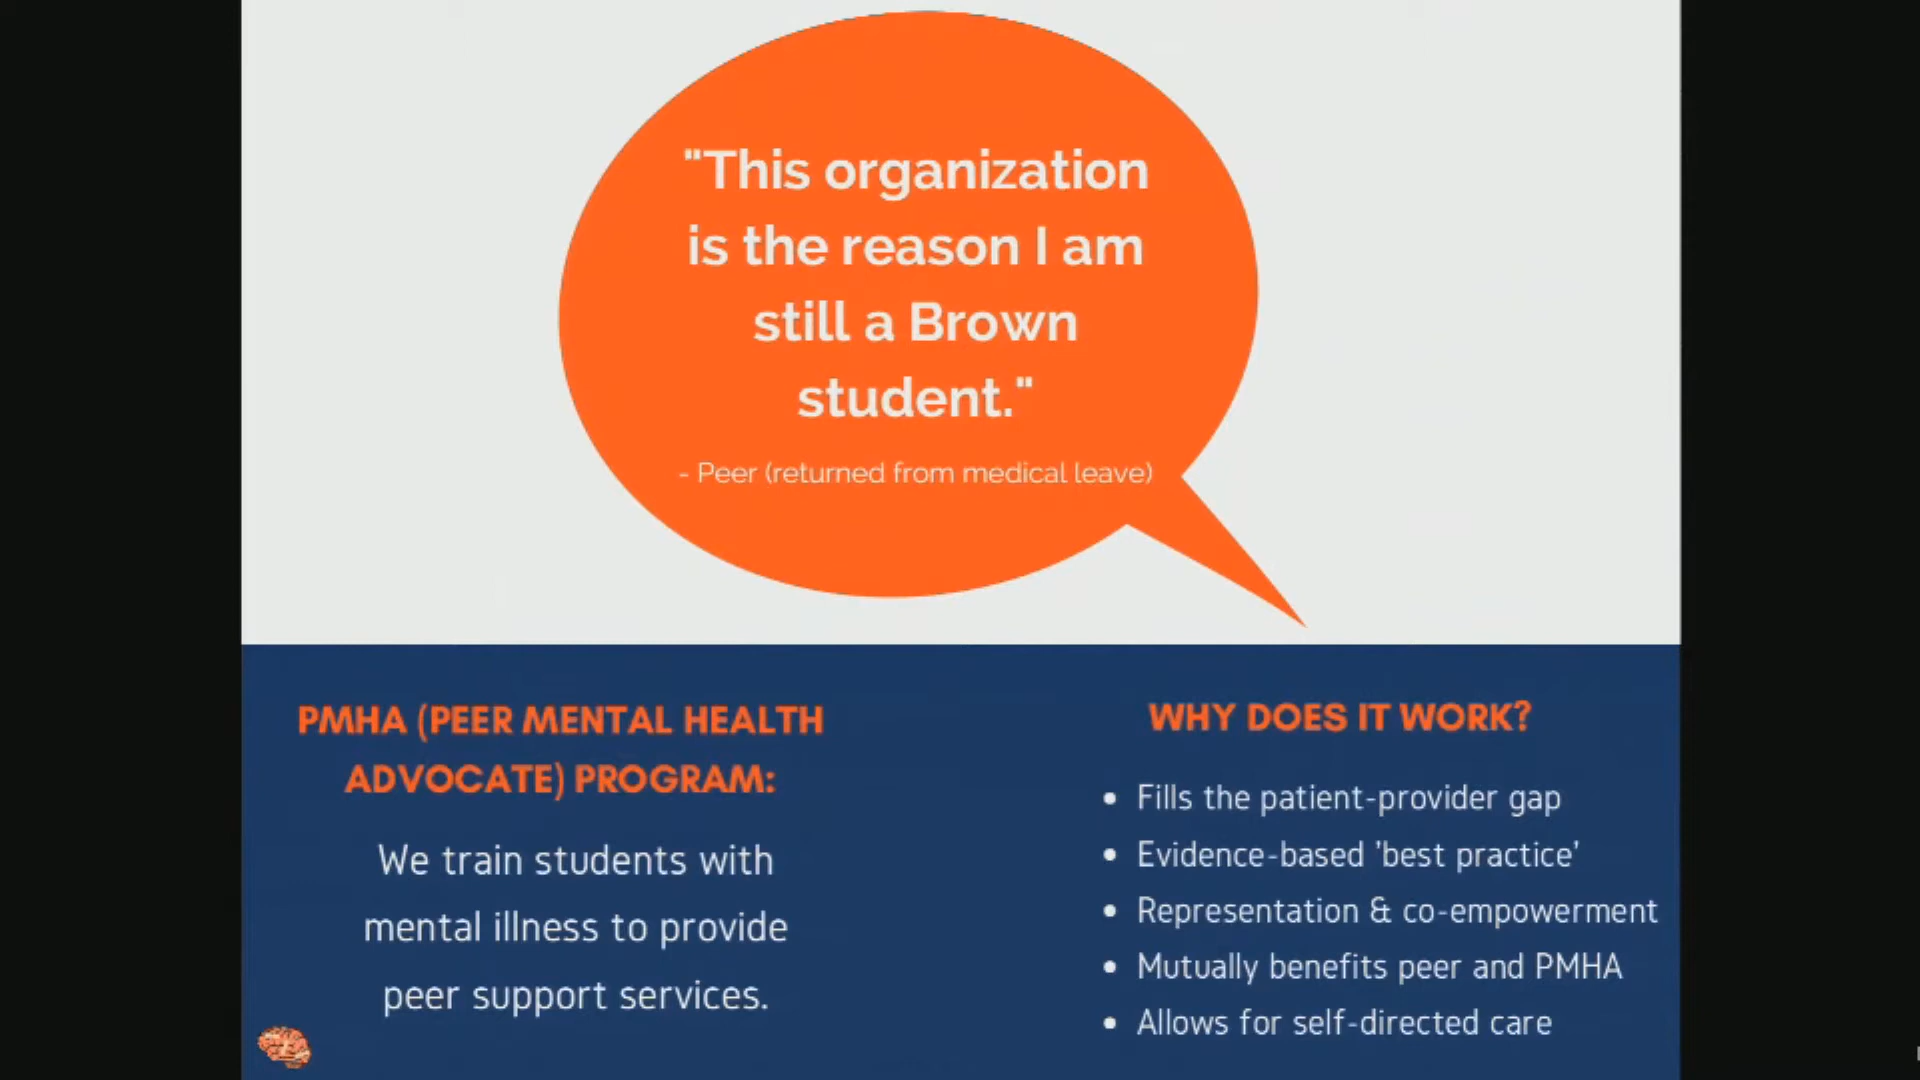 "This organization
is the reason I am
still a Brown
student."
- Peer (returned from medical leave)
PMHA (PEER MENTAL HEALTH
ADVOCATE) PROGRAM:
We train students with
mental illness to provide
peer support services.
WHY DOES IT WORK?
• Fills the patient-provider gap
• Evidence-based 'best practice'
• Representation & co-empowerment
• Mutually benefits peer and PMHA
• Allows for self-directed care